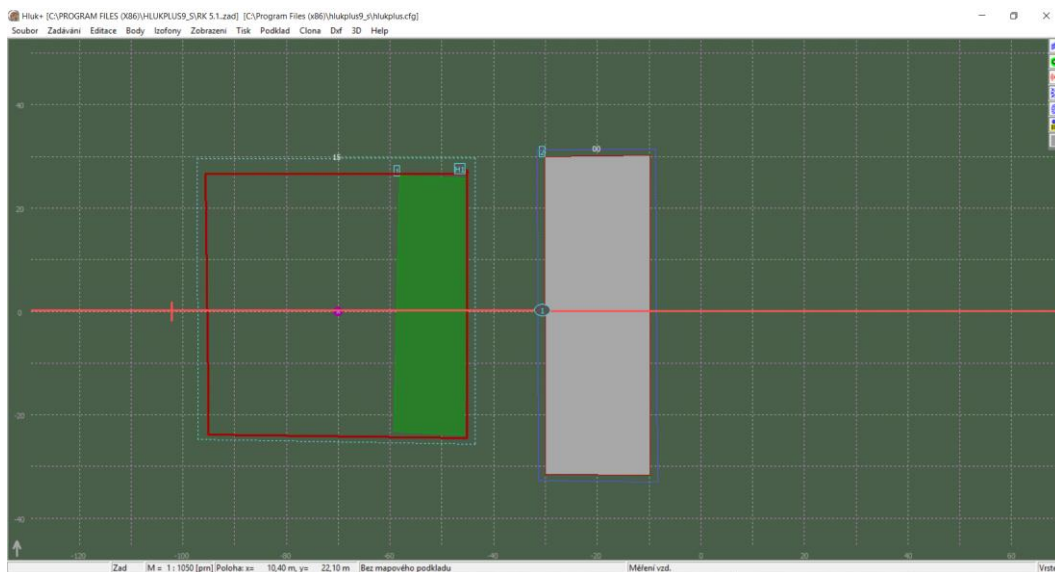 Hluk+ [C:\PROGRAM FILES (X86)\HLUKPLUS9_S\RK 5.1.zad] [C:\Program Files (x86)\hlukplus9_s\hlukplus.cfg]
Soubor Zadávání Editace Body Izofony Zobrazení Tisk Podklad Clona Dxf 3D Help
40
15
00
2
H1
20
0
1
-20
-40
-120 -100 -80 -60 -40 -20 0 20 40 60
Zad M = 1 : 1050 [prn] Poloha: x= 10,40 m, y= 22,10 m Bez mapového podkladu Měření vzd. Vrstv